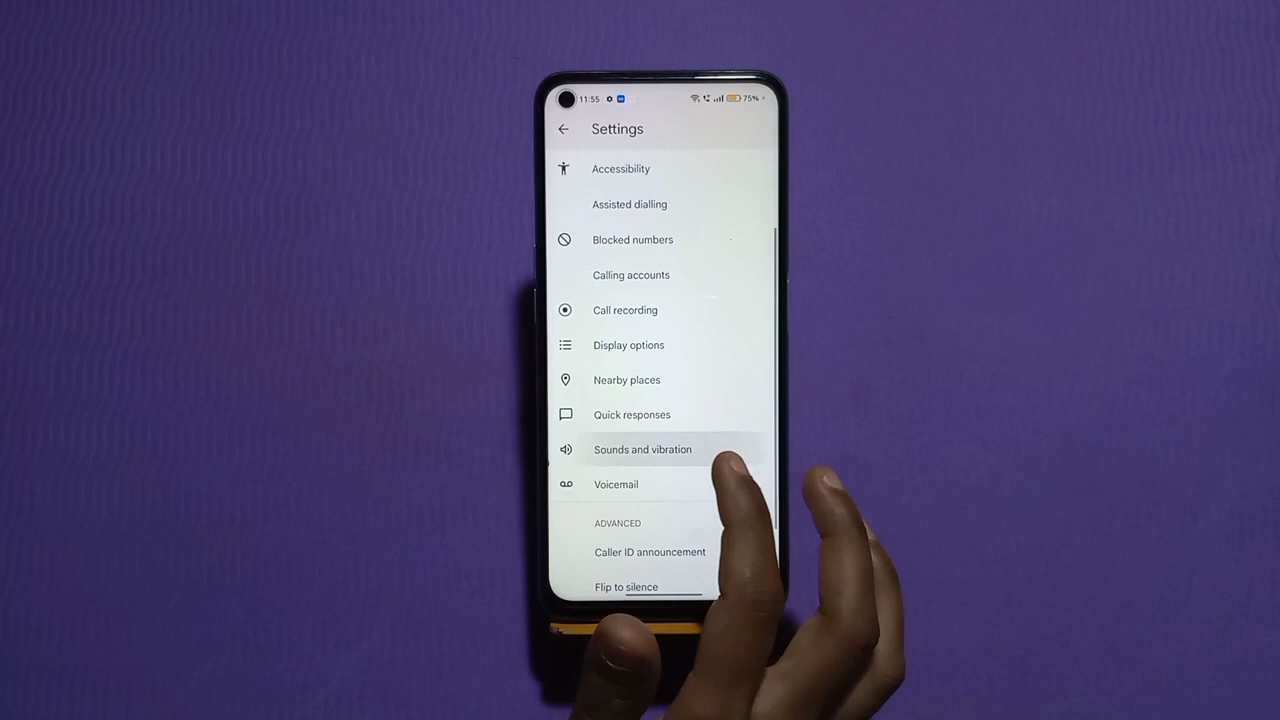 11:55 75%
Settings
Accessibility
Assisted dialling
Blocked numbers
Calling accounts
Call recording
Display options
Nearby places
Quick responses
Sounds and vibration
Voicemail
ADVANCED
Caller ID announcement
Flip to silence